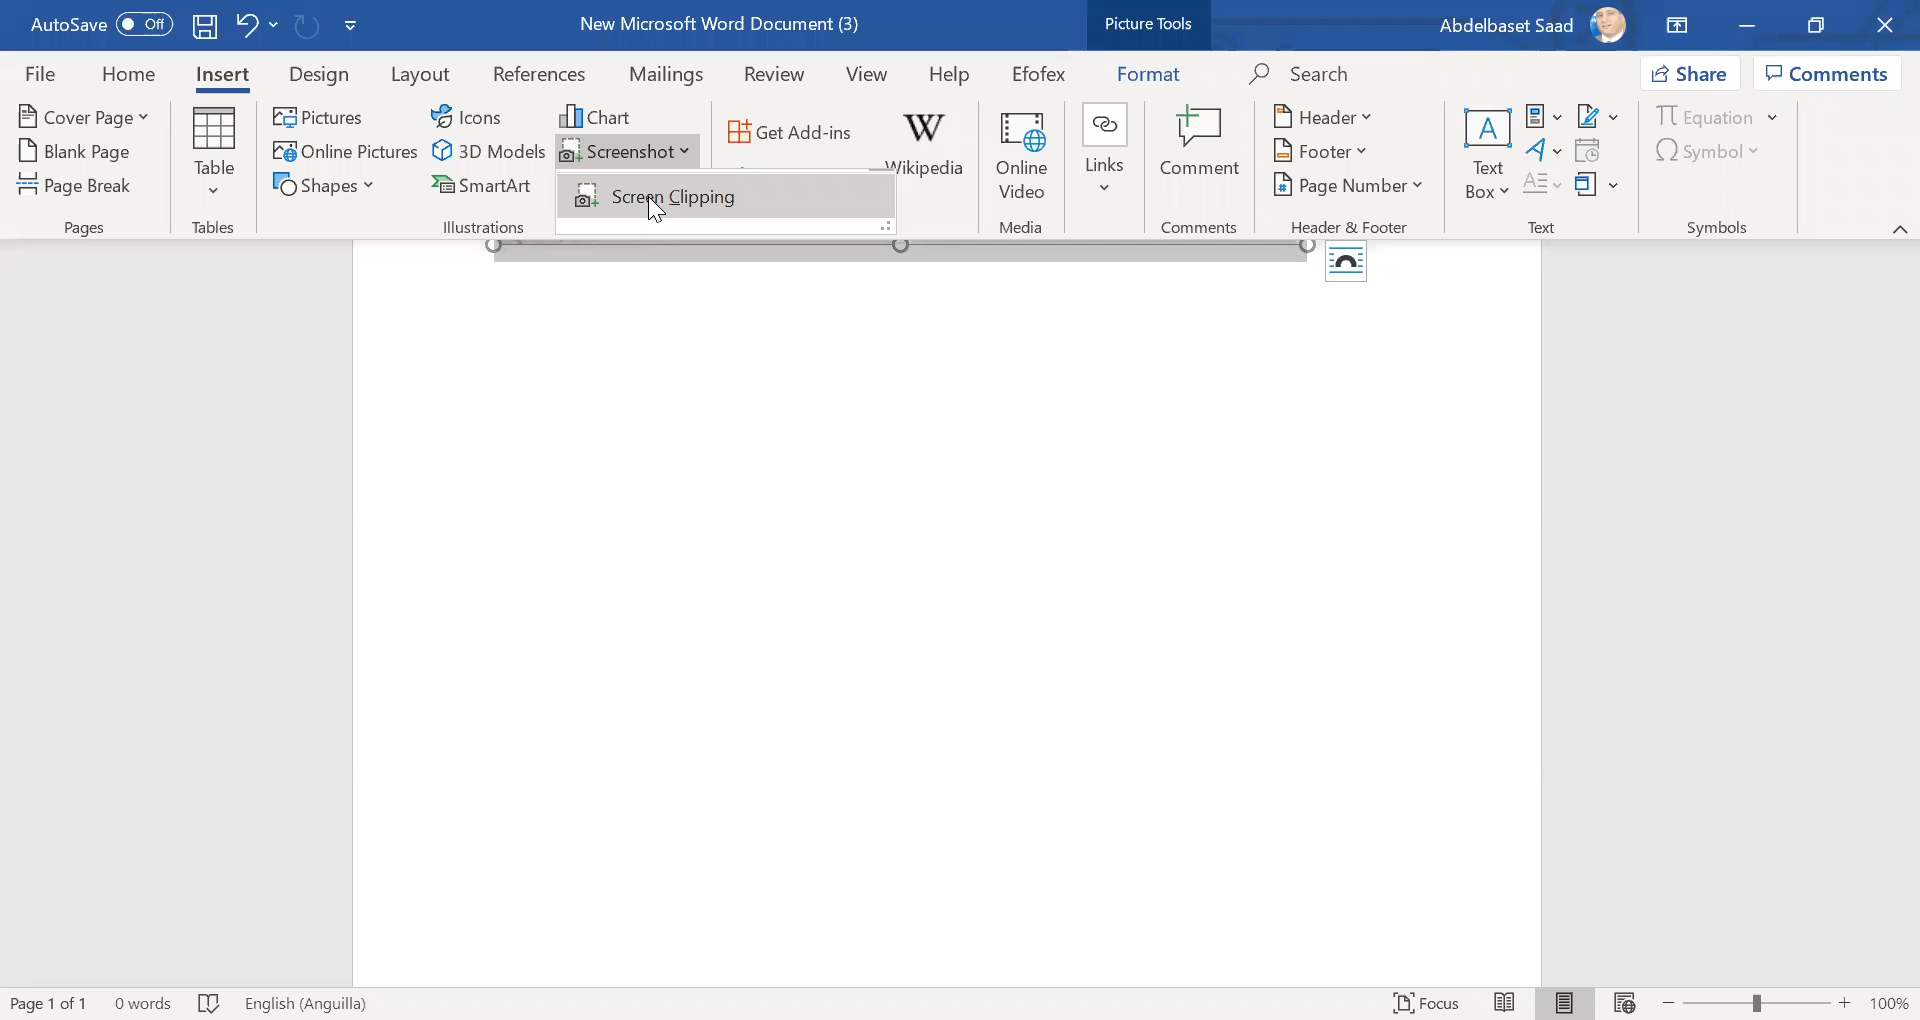 AutoSave Off New Microsoft Word Document (3) Picture Tools Abdelbaset Saad
File Home Insert Design Layout References Mailings Review View Help Efofex Format Search Share Comments
Cover Page
Blank Page
Page Break
Pages
Table
Tables
Pictures
Online Pictures
Shapes
Icons
3D Models
SmartArt
Chart
Screenshot
Screen Clipping
Illustrations
Get Add-ins
Wikipedia
Online
Video
Media
Links
Comment
Comments
Header
Footer
Page Number
Header & Footer
A
Text
Box
Text
Equation
Symbol
Symbols
Page 1 of 1 0 words English (Anguilla) Focus 100%